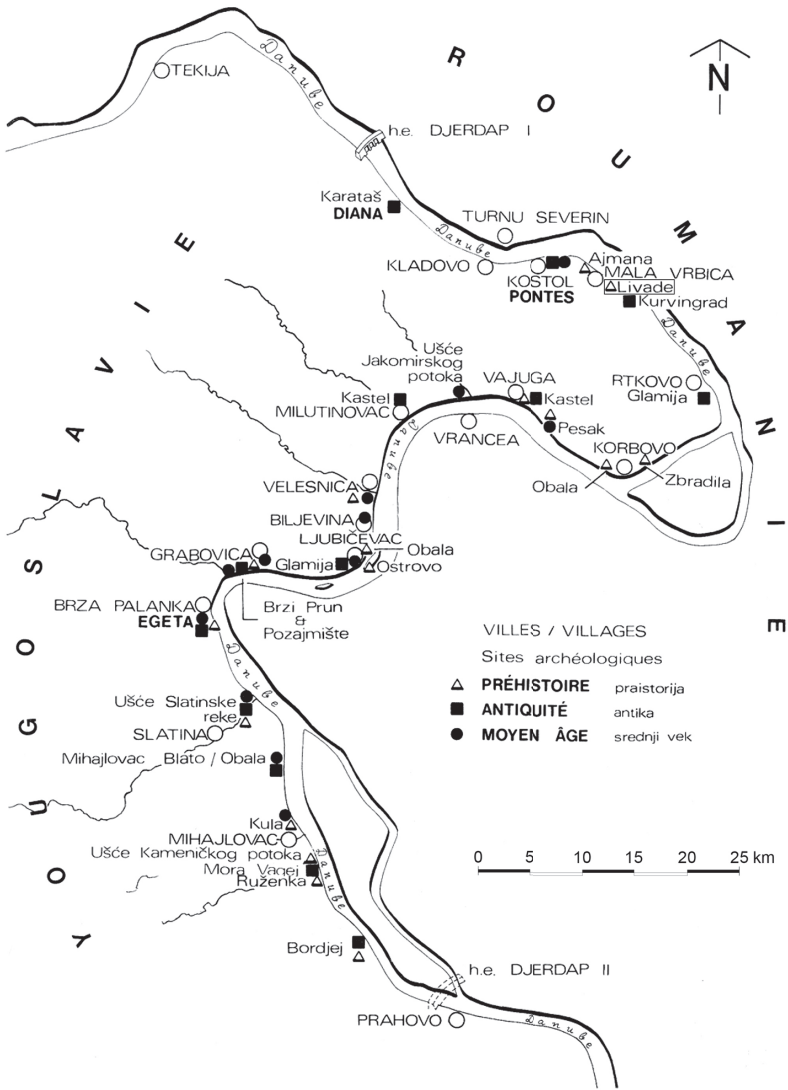 ROUMANIE
YOUGOSLAVIE
N
TEKIJA
Danube
h.e. DJERDAP I
Karataš
DIANA
TURNU SEVERIN
Danube
KLADOVO
KOSTOL
PONTES
Ajmana
MALA VRBICA
Livade
Kurvingrad
Danube
Ušće
Jakomirskog
potoka
VAJUGA
Kastel
Kastel
MILUTINOVAC
VRANCEA
Pesak
RTKOVO
Glamija
KORBOVO
Obala
Zbradila
Danube
VELESNICA
BILJEVINA
LJUBIČEVAC
Obala
GRABOVICA
Glamija
Ostrovo
BRZA PALANKA
EGETA
Brzi Prun
&
Pozajmište
Danube
VILLES / VILLAGES
Sites archéologiques
PRÉHISTOIRE praistorija
ANTIQUITÉ antika
MOYEN ÂGE srednji vek
Ušće Slatinske
reke
SLATINA
Mihajlovac Blato / Obala
Kula
MIHAJLOVAC
Ušće Kameničkog potoka
Mora Vagej
Ruženka
Danube
0 5 10 15 20 25 km
Bordjej
h.e. DJERDAP II
PRAHOVO
Danube